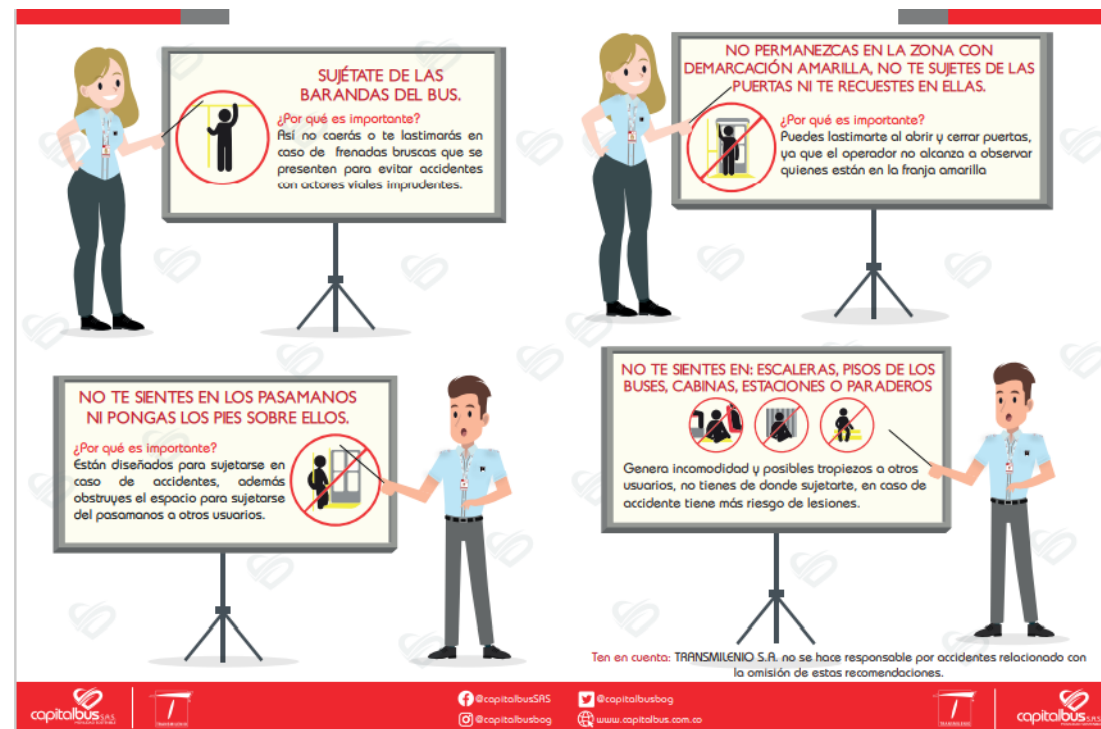 SUJÉTATE DE LAS
BARANDAS DEL BUS.
¿Por qué es importante?
Así no caerás o te lastimarás en
caso de frenadas bruscas que se
presenten para evitar accidentes
con actores viales imprudentes.
NO PERMANEZCAS EN LA ZONA CON
DEMARCACIÓN AMARILLA, NO TE SUJETES DE LAS
PUERTAS NI TE RECUESTES EN ELLAS.
¿Por qué es importante?
Puedes lastimarte al abrir y cerrar puertas,
ya que el operador no alcanza a observar
quienes están en la franja amarilla
NO TE SIENTES EN LOS PASAMANOS
NI PONGAS LOS PIES SOBRE ELLOS.
¿Por qué es importante?
Están diseñados para sujetarse en
caso de accidentes, además
obstruyes el espacio para sujetarse
del pasamanos a otros usuarios.
NO TE SIENTES EN: ESCALERAS, PISOS DE LOS
BUSES, CABINAS, ESTACIONES O PARADEROS
Genera incomodidad y posibles tropiezos a otros
usuarios, no tienes de donde sujetarte, en caso de
accidente tiene más riesgo de lesiones.
Ten en cuenta: TRANSMILENIO S.A. no se hace responsable por accidentes relacionado con
la omisión de estas recomendaciones.
capitalbus SAS
TRANSMILENIO
@capitalbusSAS
@capitalbusbog
@capitalbusbog
www.capitalbus.com.co
TRANSMILENIO
capitalbus SAS